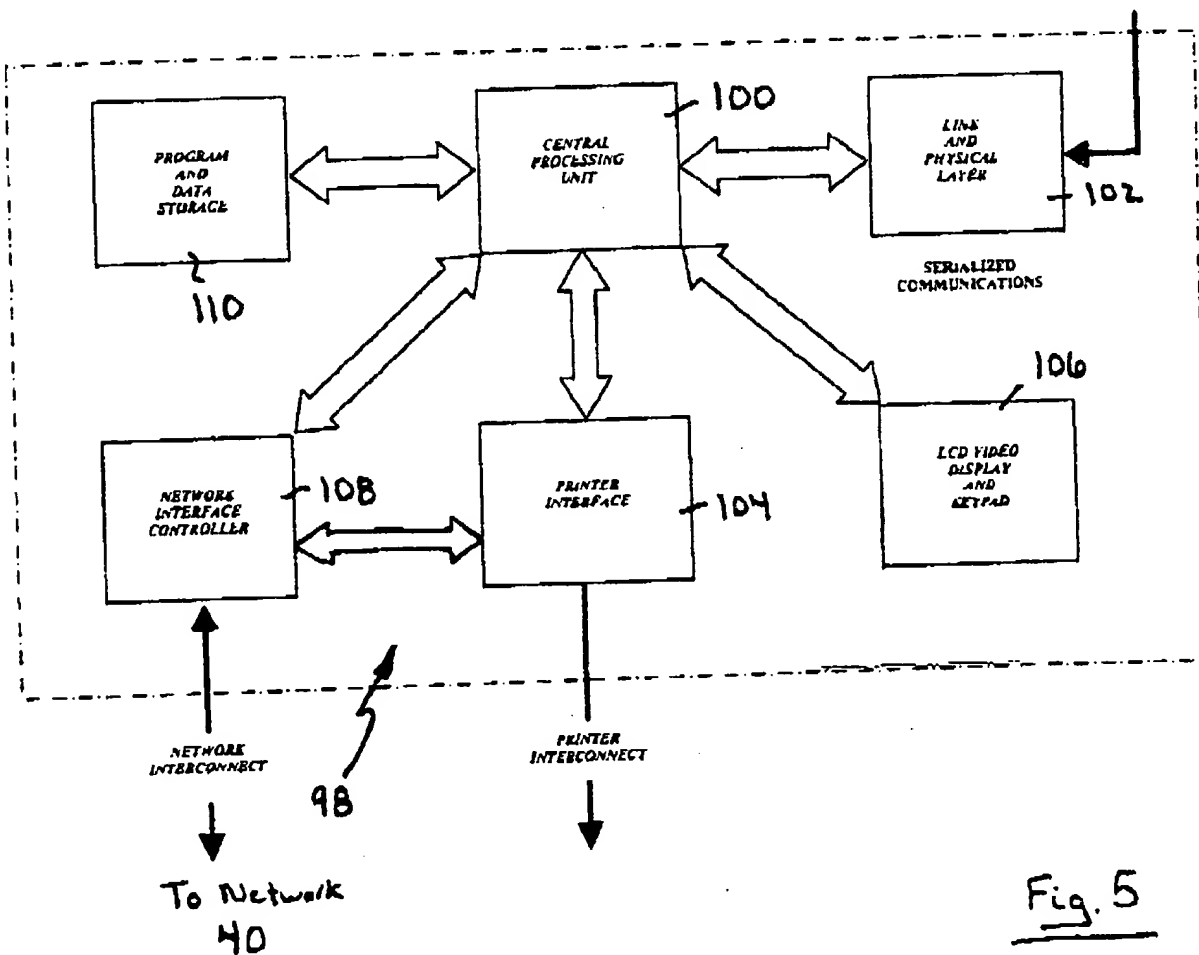 PROGRAM
AND
DATA
STORAGE
110
CENTRAL
PROCESSING
UNIT
100
LINK
AND
PHYSICAL
LAYER
102
SERIALIZED
COMMUNICATIONS
NETWORK
INTERFACE
CONTROLLER
108
PRINTER
INTERFACE
104
106
LCD VIDEO
DISPLAY
AND
KEYPAD
NETWORK
INTERCONNECT
98
PRINTER
INTERCONNECT
To Network
40
Fig. 5